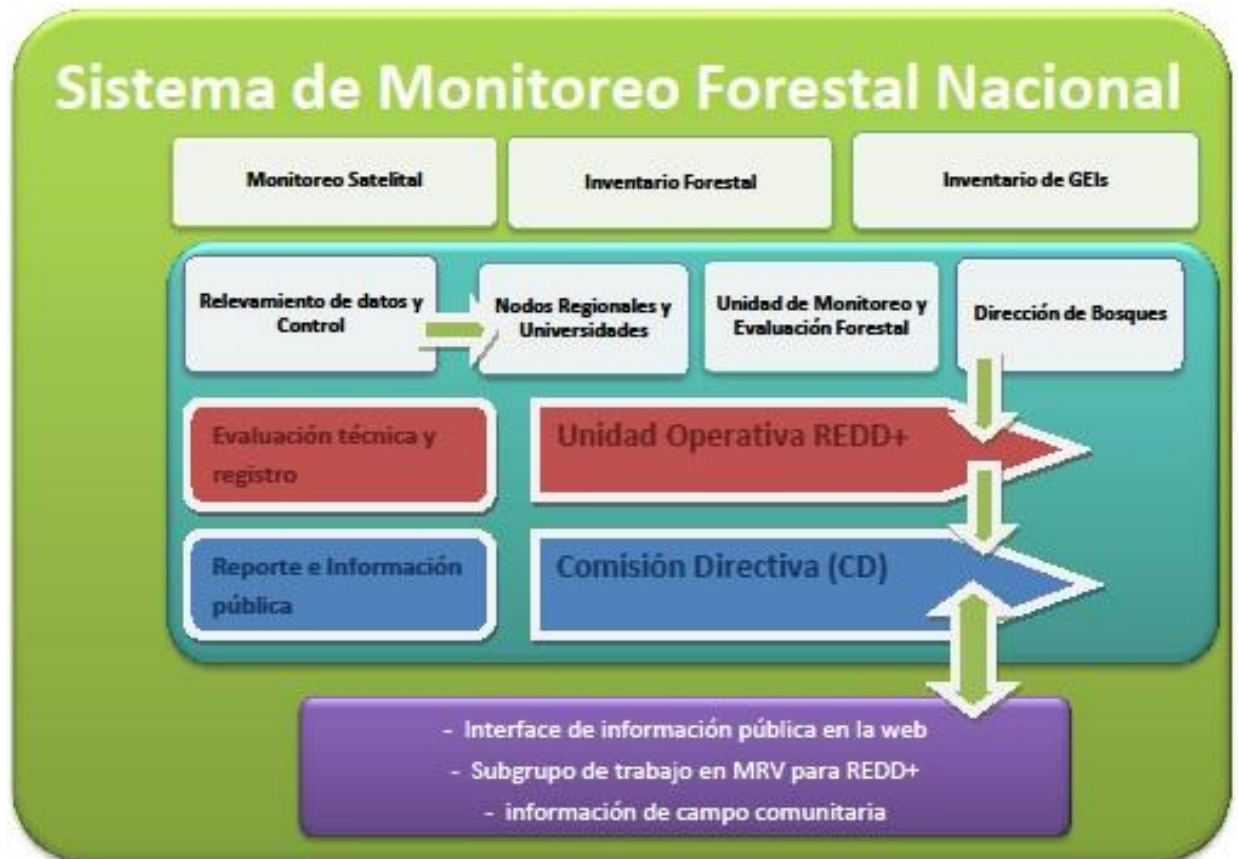 Sistema de Monitoreo Forestal Nacional
Monitoreo Satelital
Inventario Forestal
Inventario de GEIs
Relevamiento de datos y
Control
Nodos Regionales y
Universidades
Unidad de Monitoreo y
Evaluación Forestal
Dirección de Bosques
Evaluación técnica y
registro
Unidad Operativa REDD+
Reporte e Información
pública
Comisión Directiva (CD)
- Interface de información pública en la web
- Subgrupo de trabajo en MRV para REDD+
- información de campo comunitaria